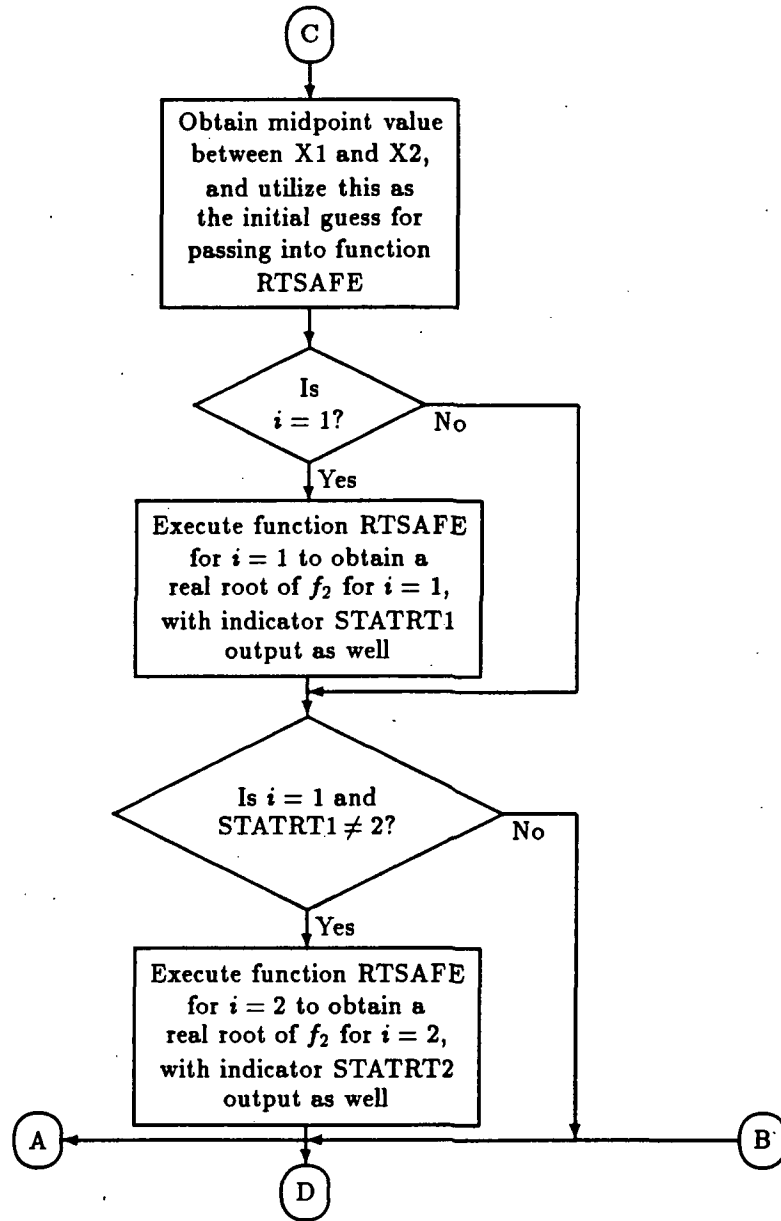 C
Obtain midpoint value
between X1 and X2,
and utilize this as
the initial guess for
passing into function
RTSAFE
Is
i = 1?
No
Yes
Execute function RTSAFE
for i = 1 to obtain a
real root of f₂ for i = 1,
with indicator STATRT1
output as well
Is i = 1 and
STATRT1 ≠ 2?
No
Yes
Execute function RTSAFE
for i = 2 to obtain a
real root of f₂ for i = 2,
with indicator STATRT2
output as well
A
B
D